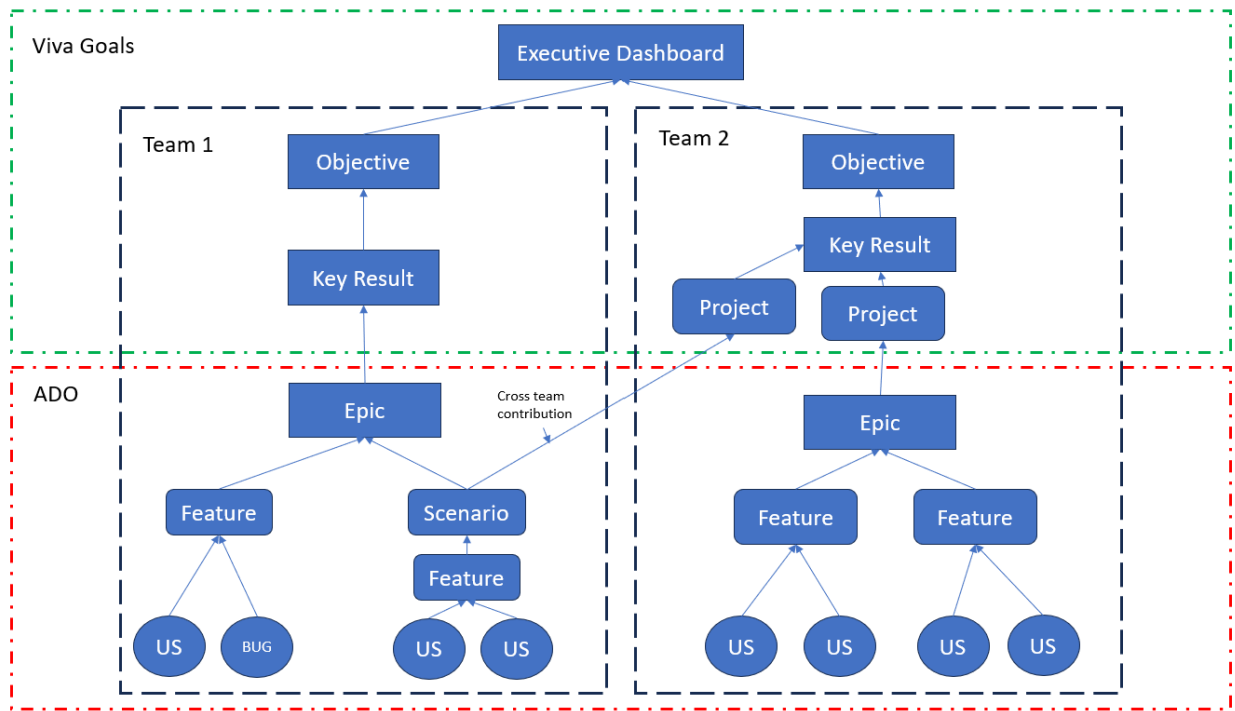 Viva Goals
Executive Dashboard
Team 1
Team 2
Objective
Objective
Key Result
Key Result
Project
Project
ADO
Epic
Cross team
contribution
Epic
Feature
Scenario
Feature
Feature
Feature
US
BUG
US
US
US
US
US
US